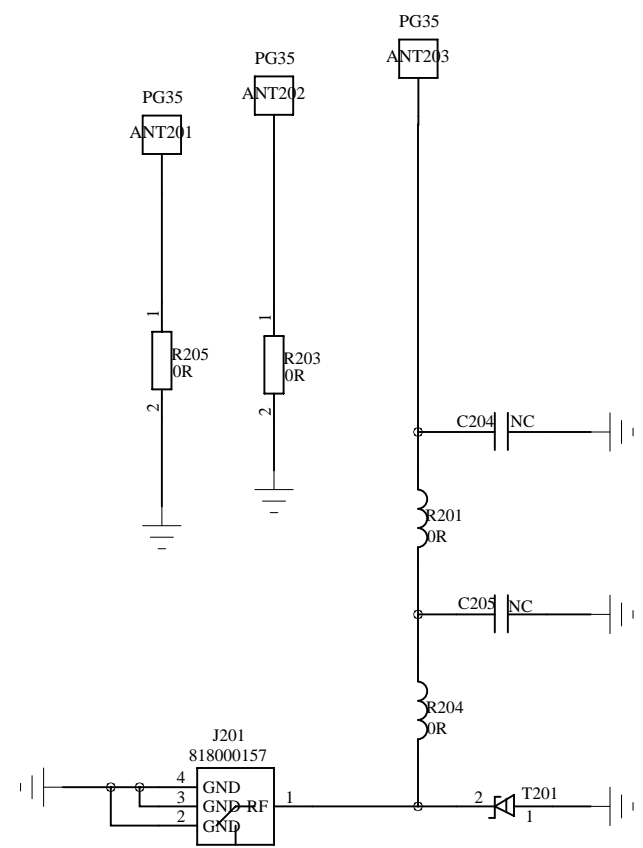 PG35
ANT203
PG35
ANT202
PG35
ANT201
1
R205
0R
2
1
R203
0R
2
C204 NC
R201
0R
C205 NC
R204
0R
J201
818000157
4 GND
3 GND RF 1
2 GND
2 T201
1